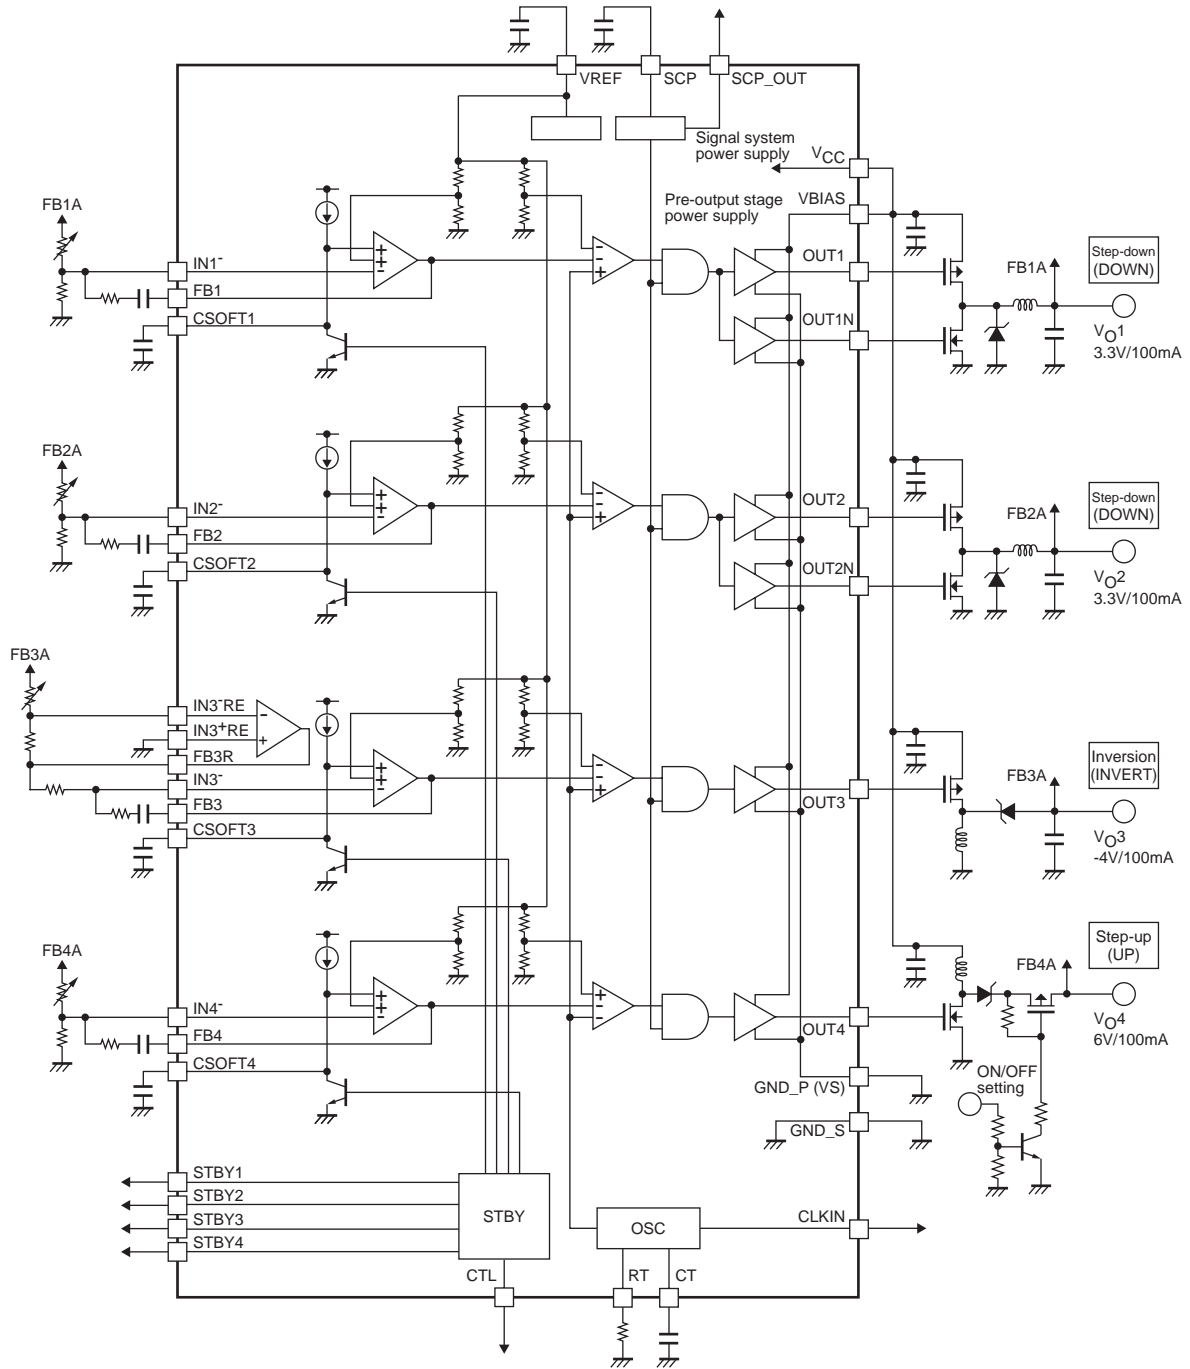 VREF
SCP
SCP_OUT
Signal system
power supply
VCC
Pre-output stage
power supply
VBIAS
FB1A
IN1-
FB1
CSOFT1
OUT1
OUT1N
FB1A
Step-down
(DOWN)
VO1
3.3V/100mA
FB2A
IN2-
FB2
CSOFT2
OUT2
OUT2N
FB2A
Step-down
(DOWN)
VO2
3.3V/100mA
FB3A
IN3-RE
IN3+RE
FB3R
IN3-
FB3
CSOFT3
OUT3
FB3A
Inversion
(INVERT)
VO3
-4V/100mA
FB4A
IN4-
FB4
CSOFT4
OUT4
FB4A
Step-up
(UP)
VO4
6V/100mA
GND_P (VS)
GND_S
ON/OFF
setting
STBY1
STBY2
STBY3
STBY4
STBY
CTL
OSC
RT
CT
CLKIN